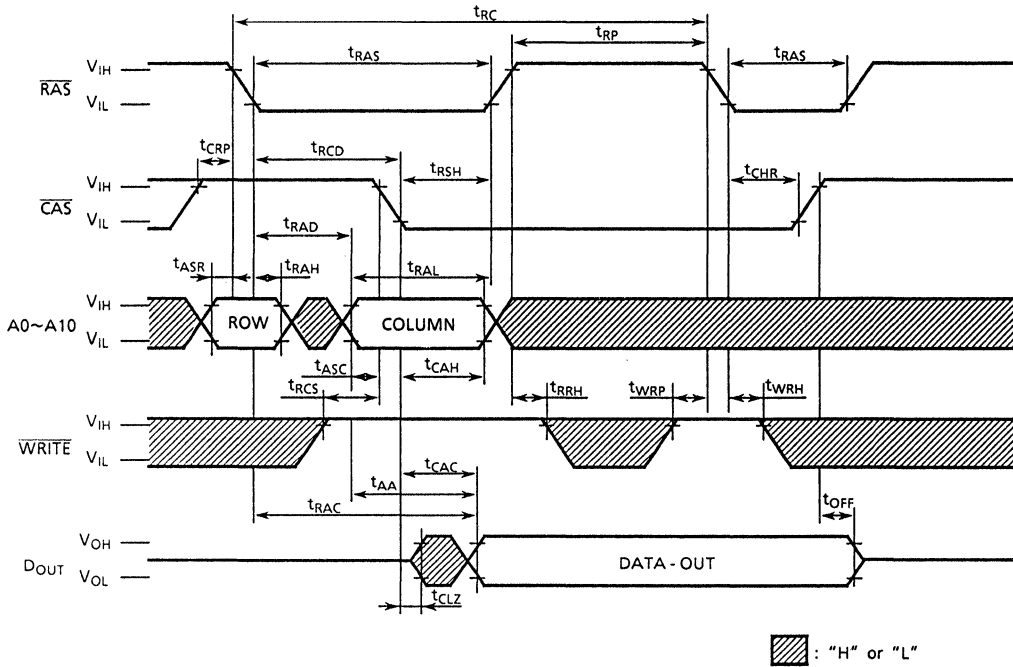 tRC
tRP
tRAS
tRAS
VIH
RAS
VIL
tCRP
tRCD
tRSH
tCHR
VIH
CAS
VIL
tRAD
tASR
tRAH
tRAL
VIH
A0~A10
ROW
COLUMN
VIL
tASC
tCAH
tRCS
tRRH
tWRP
tWRH
VIH
WRITE
VIL
tCAC
tAA
tRAC
tOFF
VOH
DOUT
DATA - OUT
VOL
tCLZ
: "H" or "L"